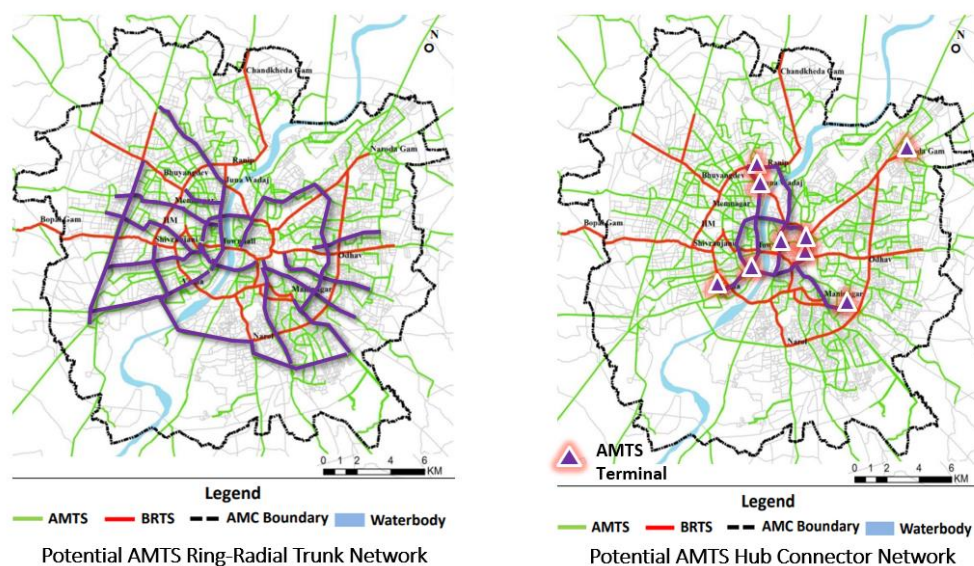 N
Chandkheda Gam
Naroda Gam
Ranip
Bhuyangdev
Juna Wadaj
Memnagar
Bopal Gam
Shivranjani
Odhav
Maninagar
Narol
0 1 2 4 6
KM
Legend
AMTS BRTS AMC Boundary Waterbody
Potential AMTS Ring-Radial Trunk Network
N
Chandkheda Gam
Ranip
Bhuyangdev
Memnagar
Bopal Gam
Shivranjani
Odhav
Narol
AMTS
Terminal
0 1 2 4 6
KM
Legend
AMTS BRTS AMC Boundary Waterbody
Potential AMTS Hub Connector Network